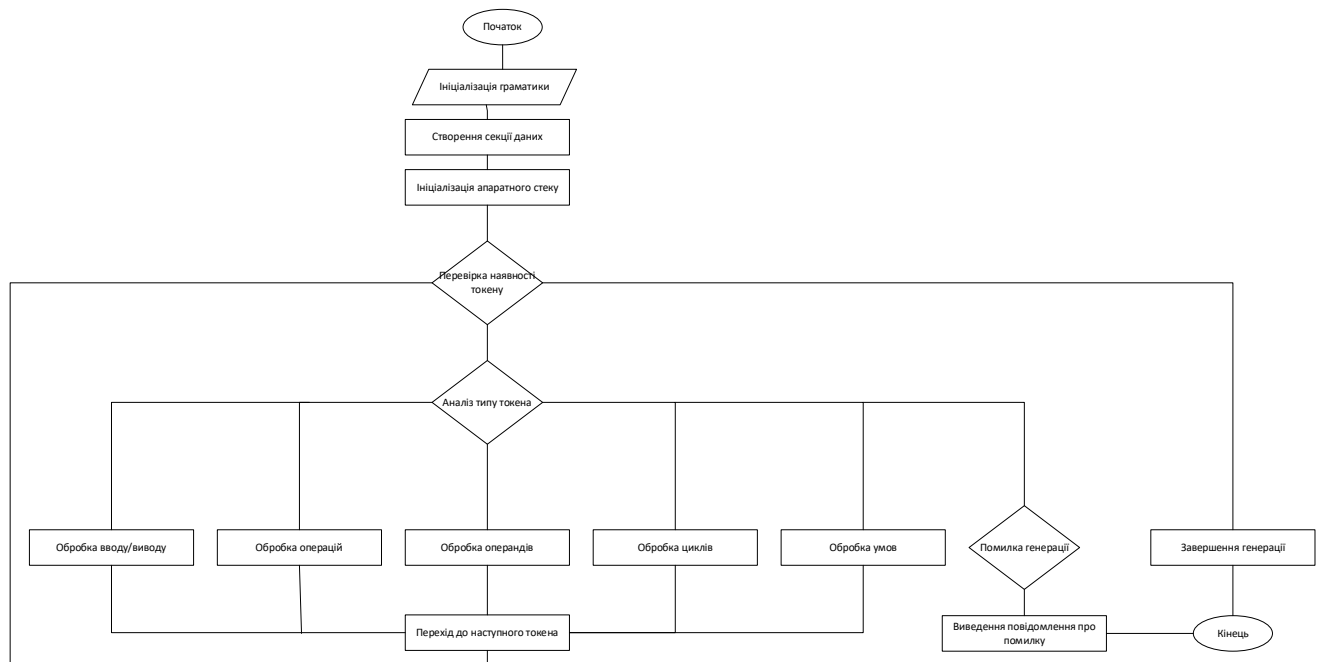 Початок
Ініціалізація граматики
Створення секції даних
Ініціалізація апаратного стеку
Перевірка наявності
токену
Аналіз типу токена
Обробка вводу/виводу
Обробка операцій
Обробка операндів
Обробка циклів
Обробка умов
Помилка генерації
Завершення генерації
Перехід до наступного токена
Виведення повідомлення про
помилку
Кінець